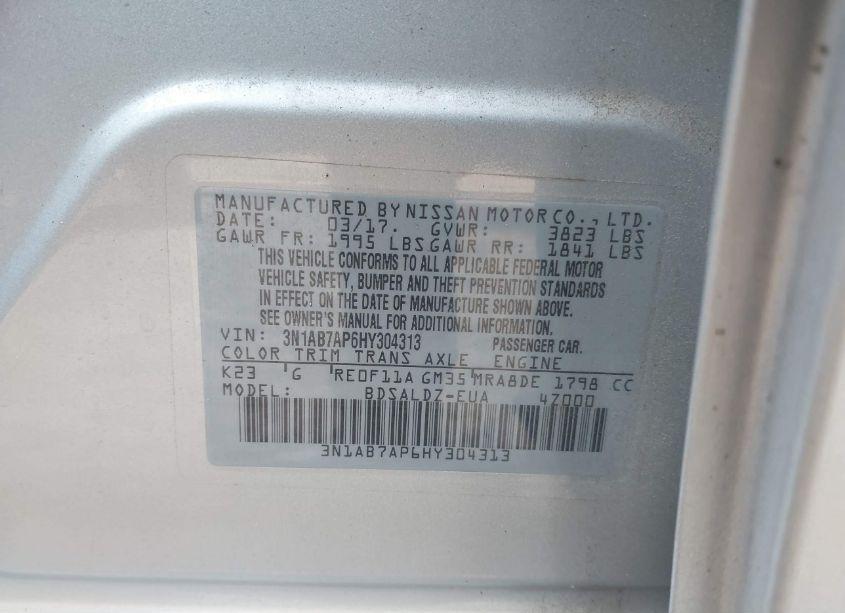 MANUFACTURED BY NISSAN MOTOR CO., LTD.
DATE: 03/17. GVWR: 3823 LBS
GAWR FR: 1995 LBS GAWR RR: 1841 LBS
THIS VEHICLE CONFORMS TO ALL APPLICABLE FEDERAL MOTOR
VEHICLE SAFETY, BUMPER AND THEFT PREVENTION STANDARDS
IN EFFECT ON THE DATE OF MANUFACTURE SHOWN ABOVE.
SEE OWNER'S MANUAL FOR ADDITIONAL INFORMATION.
VIN: 3N1AB7AP6HY304313 PASSENGER CAR.
COLOR TRIM TRANS AXLE ENGINE
K23 G RE0F11A GM35 MRA8DE 1798 CC
MODEL: BDSALDZ-EUA 4Z000
3N1AB7AP6HY304313